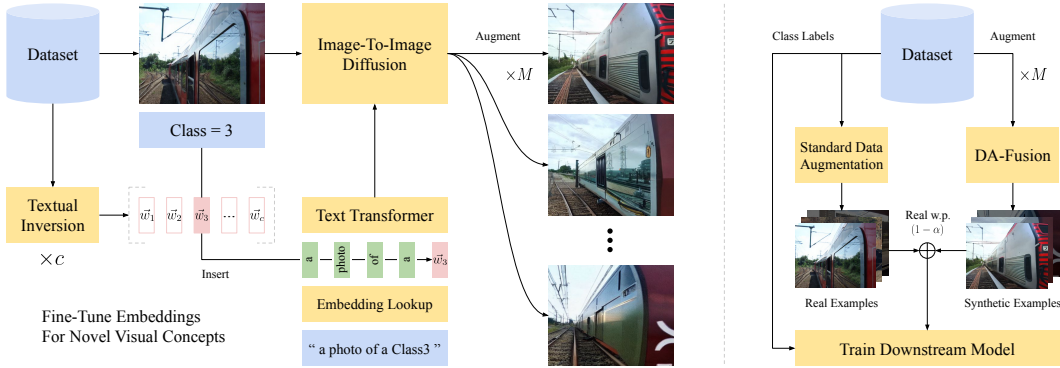 Dataset
Image-To-Image
Diffusion
Augment
×M
Class = 3
Textual
Inversion
×c
w⃗₁
w⃗₂
w⃗₃
...
w⃗c
Insert
Text Transformer
a
photo
of
a
w⃗₃
Embedding Lookup
“ a photo of a Class3 ”
Fine-Tune Embeddings
For Novel Visual Concepts
Class Labels
Dataset
Augment
×M
Standard Data
Augmentation
DA-Fusion
Real w.p.
(1 − α)
Real Examples
Synthetic Examples
Train Downstream Model